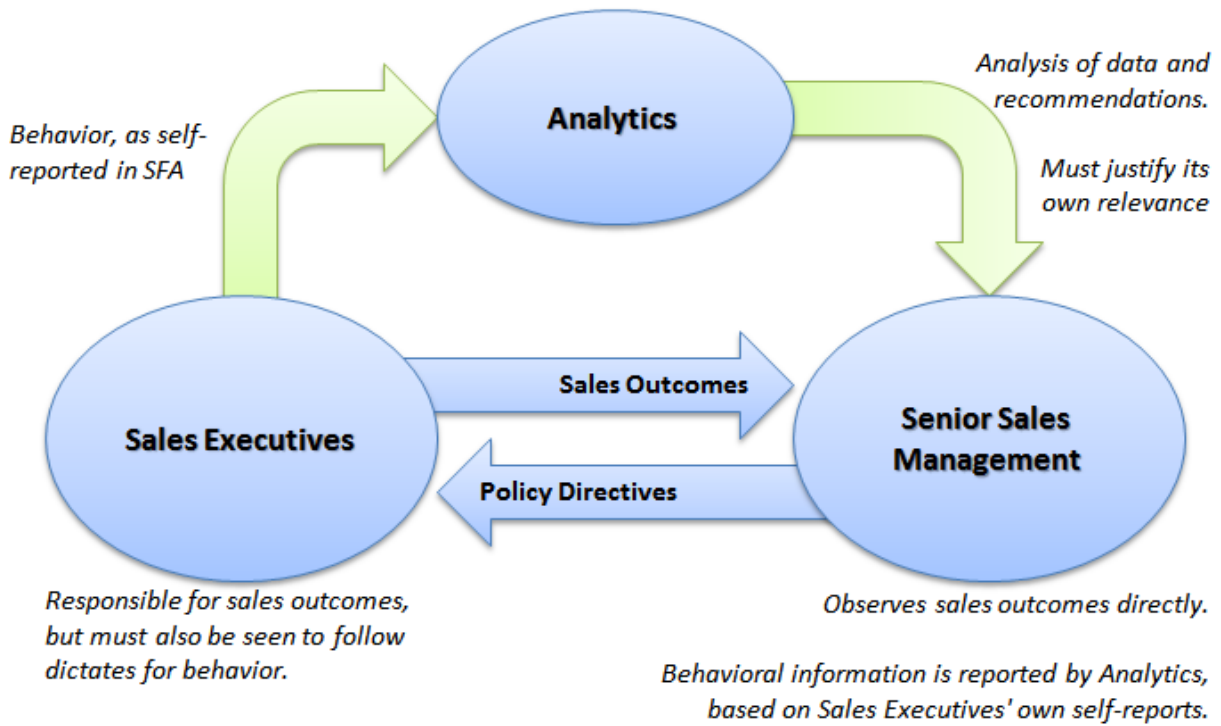 Analytics
Analysis of data and
recommendations.
Must justify its
own relevance
Behavior, as self-
reported in SFA
Sales Outcomes
Sales Executives
Senior Sales
Management
Policy Directives
Responsible for sales outcomes,
but must also be seen to follow
dictates for behavior.
Observes sales outcomes directly.
Behavioral information is reported by Analytics,
based on Sales Executives' own self-reports.